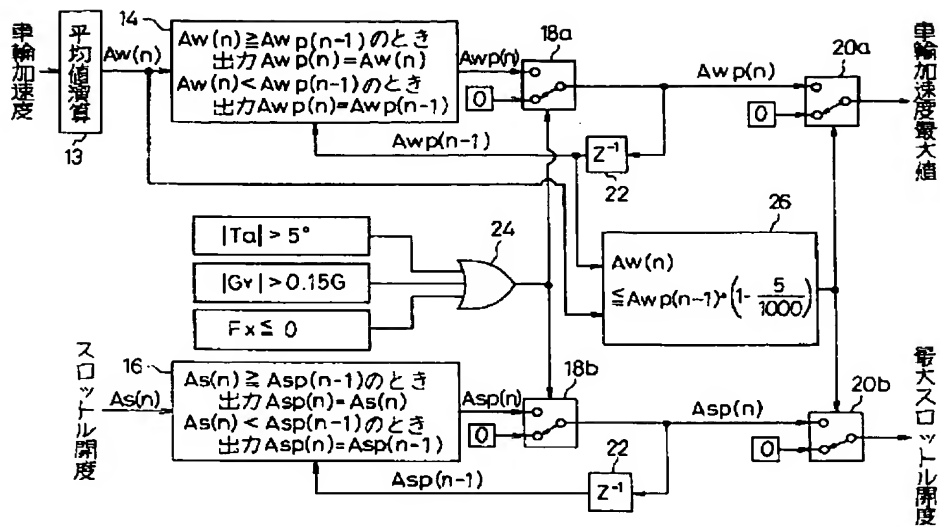 車輪加速度
平均値演算
13
Aw(n)
14
Aw(n)≧Awp(n-1)のとき
出力Awp(n)=Aw(n)
Aw(n)<Awp(n-1)のとき
出力Awp(n)=Awp(n-1)
Awp(n)
18a
0
Awp(n)
20a
0
車輪加速度最大値
Awp(n-1)
Z⁻¹
22
|Ta|>5°
|Gy|>0.15G
Fx≦0
24
26
Aw(n)
≦Awp(n-1)*(1-5/1000)
スロットル開度
As(n)
16
As(n)≧Asp(n-1)のとき
出力Asp(n)=As(n)
As(n)<Asp(n-1)のとき
出力Asp(n)=Asp(n-1)
Asp(n)
18b
0
Asp(n)
20b
0
最大スロットル開度
Asp(n-1)
22
Z⁻¹